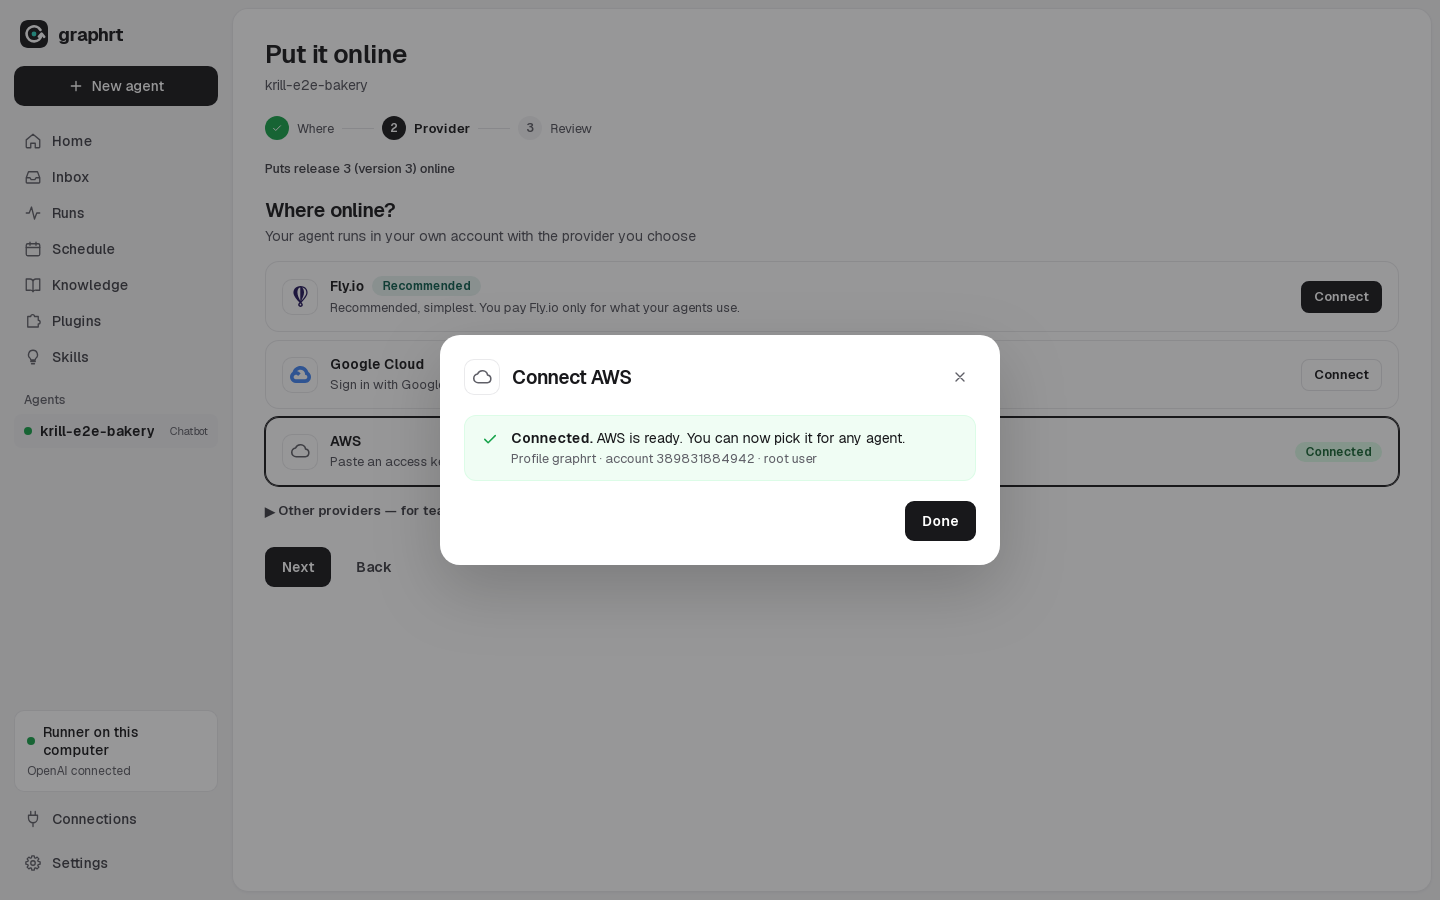 graphrt
New agent
Home
Inbox
Runs
Schedule
Knowledge
Plugins
Skills
Agents
krill-e2e-bakery Chatbot
Runner on this
computer
OpenAI connected
Connections
Settings
Put it online
krill-e2e-bakery
Where 2 Provider 3 Review
Puts release 3 (version 3) online
Where online?
Your agent runs in your own account with the provider you choose
Fly.io Recommended
Recommended, simplest. You pay Fly.io only for what your agents use.
Connect
Google Cloud
Sign in with Google
Connect
AWS
Paste an access
Connected
▶ Other providers — for
Next Back
Connect AWS
Connected. AWS is ready. You can now pick it for any agent.
Profile graphrt · account 389831884942 · root user
Done